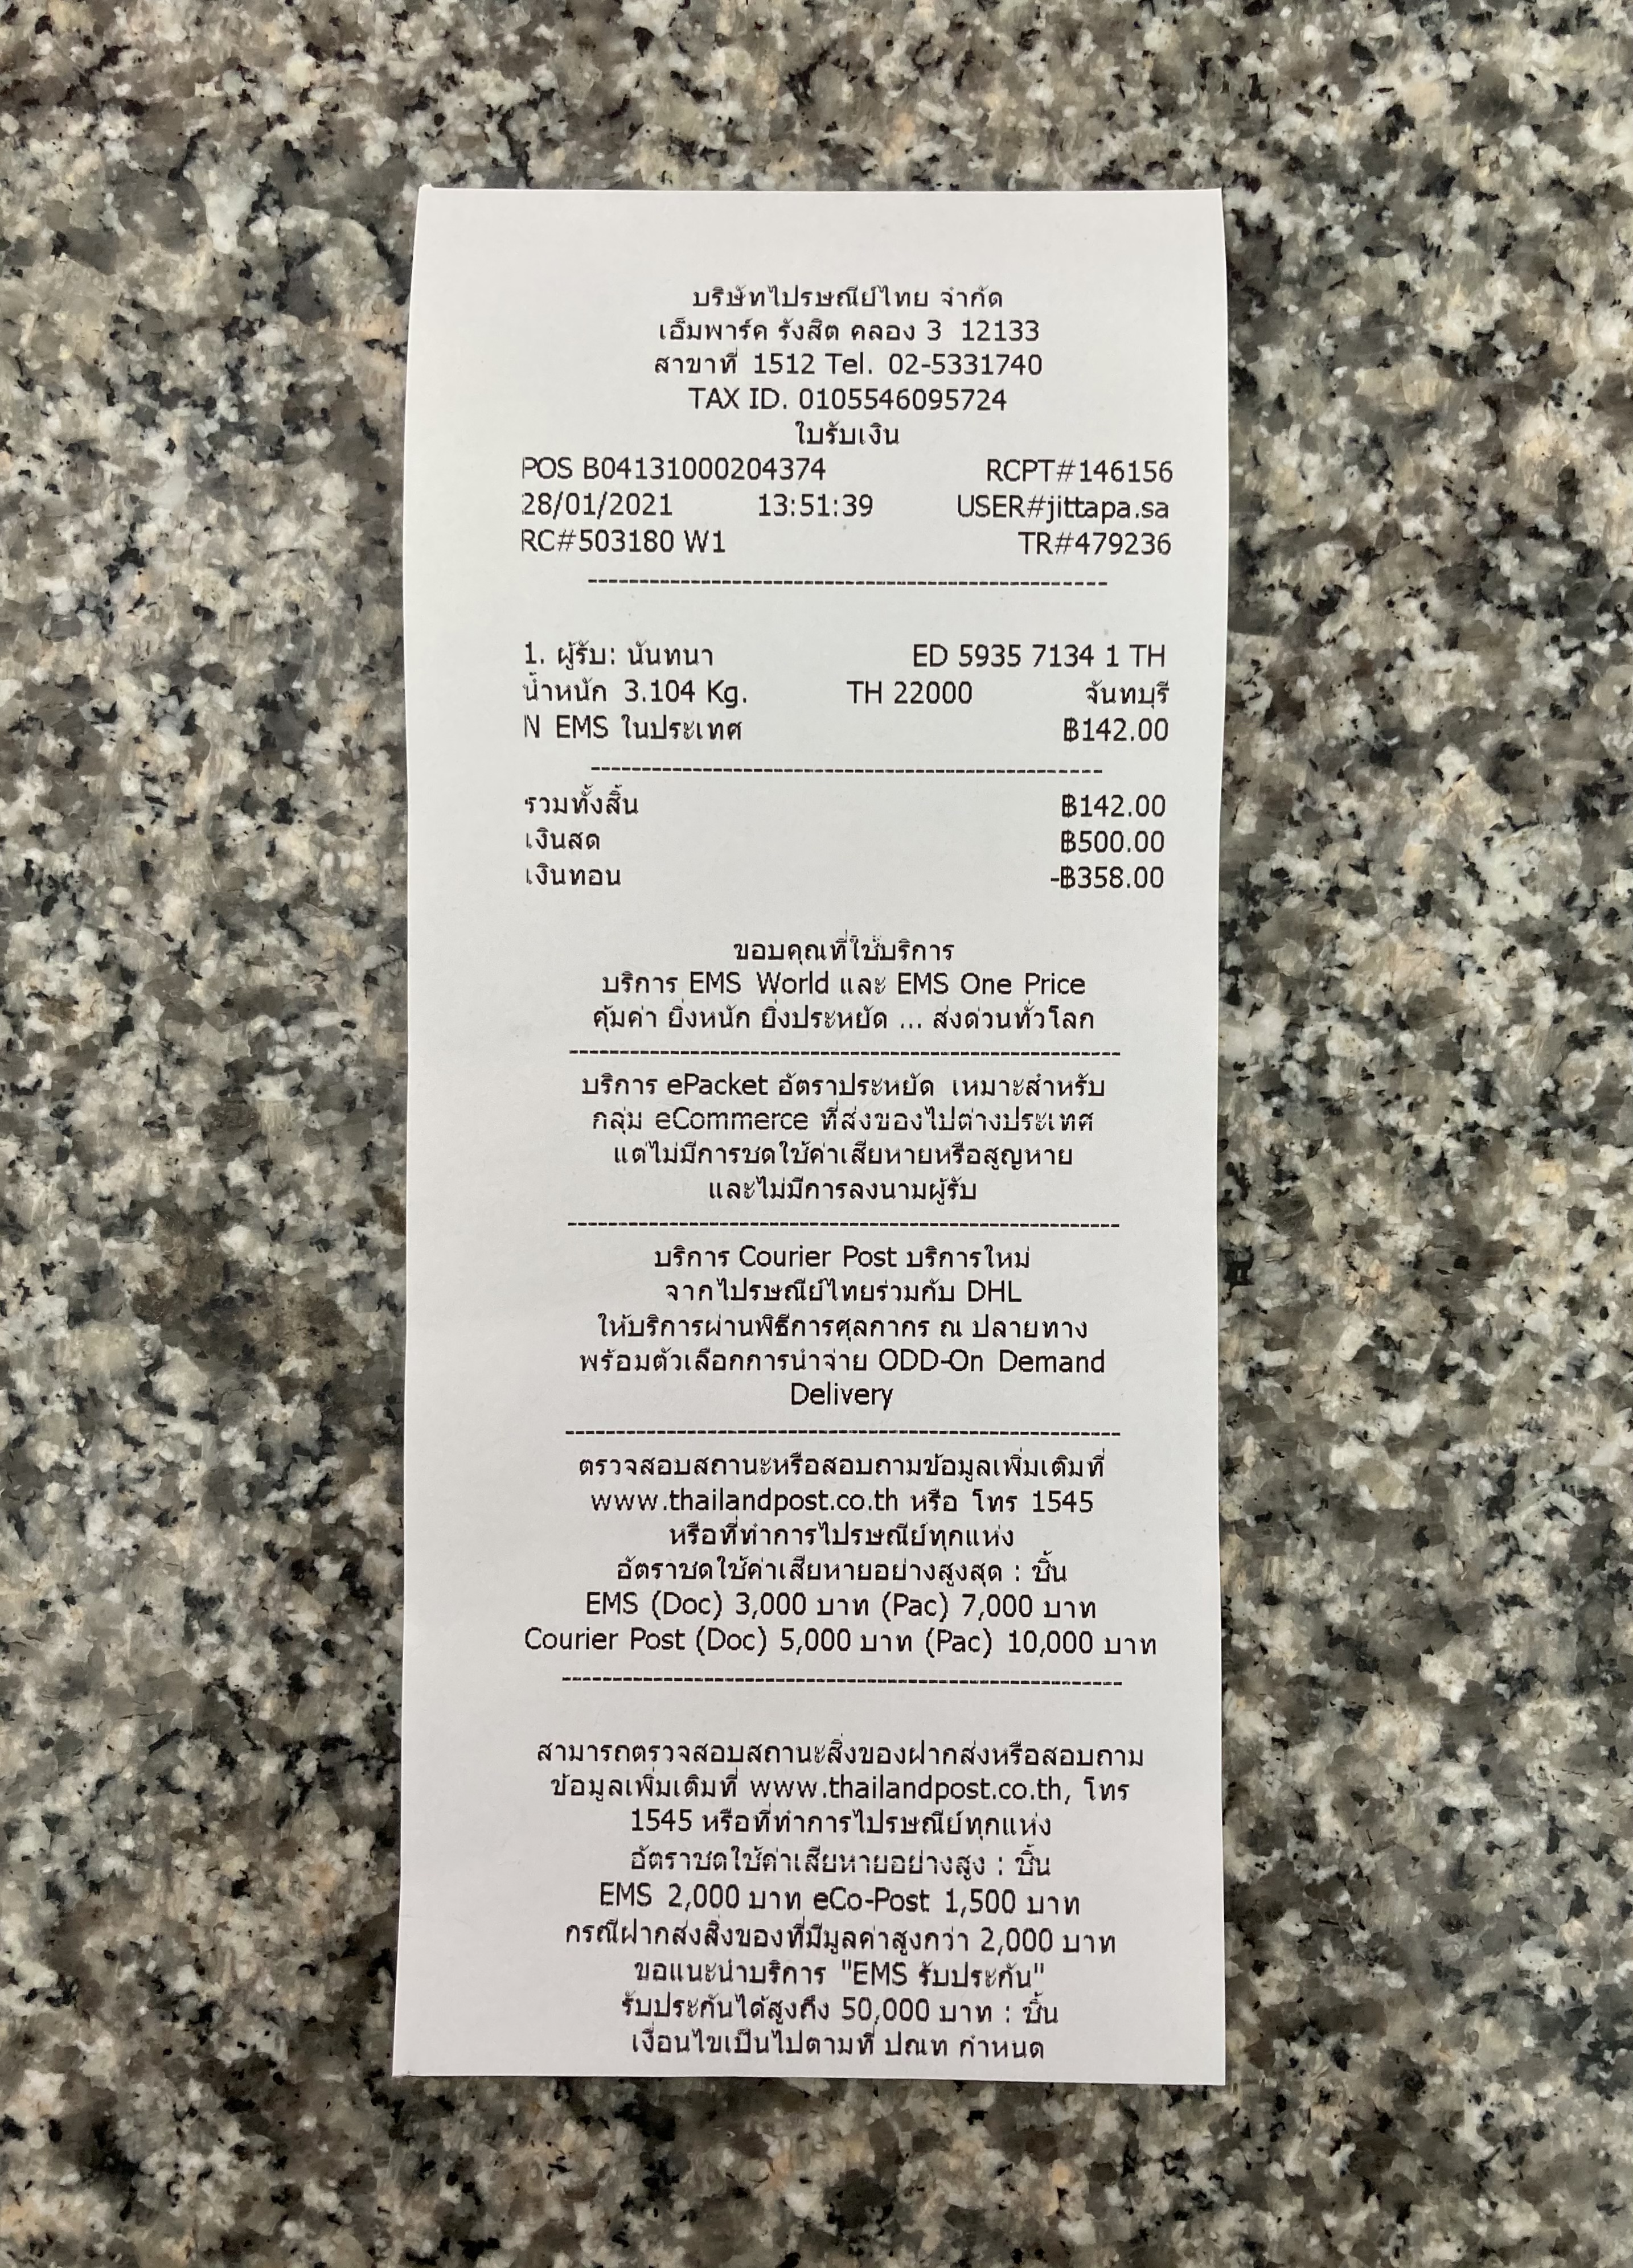 บริษัทไปรษณีย์ไทย จำกัด
เอ็มพาร์ค รังสิต คลอง 3 12133
สาขาที่ 1512 Tel. 02-5331740
TAX ID. 0105546095724
ใบรับเงิน
POS B04131000204374 RCPT#146156
28/01/2021 13:51:39 USER#jittapa.sa
RC#503180 W1 TR#479236
1. ผู้รับ: นันทนา ED 5935 7134 1 TH
น้ำหนัก 3.104 Kg. TH 22000 จันทบุรี
N EMS ในประเทศ ฿142.00
รวมทั้งสิ้น ฿142.00
เงินสด ฿500.00
เงินทอน -฿358.00
ขอบคุณที่ใช้บริการ
บริการ EMS World และ EMS One Price
คุ้มค่า ยิ่งหนัก ยิ่งประหยัด ... ส่งด่วนทั่วโลก
บริการ ePacket อัตราประหยัด เหมาะสำหรับ
กลุ่ม eCommerce ที่ส่งของไปต่างประเทศ
แต่ไม่มีการชดใช้ค่าเสียหายหรือสูญหาย
และไม่มีการลงนามผู้รับ
บริการ Courier Post บริการใหม่
จากไปรษณีย์ไทยร่วมกับ DHL
ให้บริการผ่านพิธีการศุลกากร ณ ปลายทาง
พร้อมตัวเลือกการนำจ่าย ODD-On Demand
Delivery
ตรวจสอบสถานะหรือสอบถามข้อมูลเพิ่มเติมที่
www.thailandpost.co.th หรือ โทร 1545
หรือที่ทำการไปรษณีย์ทุกแห่ง
อัตราชดใช้ค่าเสียหายอย่างสูงสุด : ชิ้น
EMS (Doc) 3,000 บาท (Pac) 7,000 บาท
Courier Post (Doc) 5,000 บาท (Pac) 10,000 บาท
สามารถตรวจสอบสถานะสิ่งของฝากส่งหรือสอบถาม
ข้อมูลเพิ่มเติมที่ www.thailandpost.co.th, โทร
1545 หรือที่ทำการไปรษณีย์ทุกแห่ง
อัตราชดใช้ค่าเสียหายอย่างสูง : ชิ้น
EMS 2,000 บาท eCo-Post 1,500 บาท
กรณีฝากส่งสิ่งของที่มีมูลค่าสูงกว่า 2,000 บาท
ขอแนะนำบริการ "EMS รับประกัน"
รับประกันได้สูงถึง 50,000 บาท : ชิ้น
เงื่อนไขเป็นไปตามที่ ปณท กำหนด